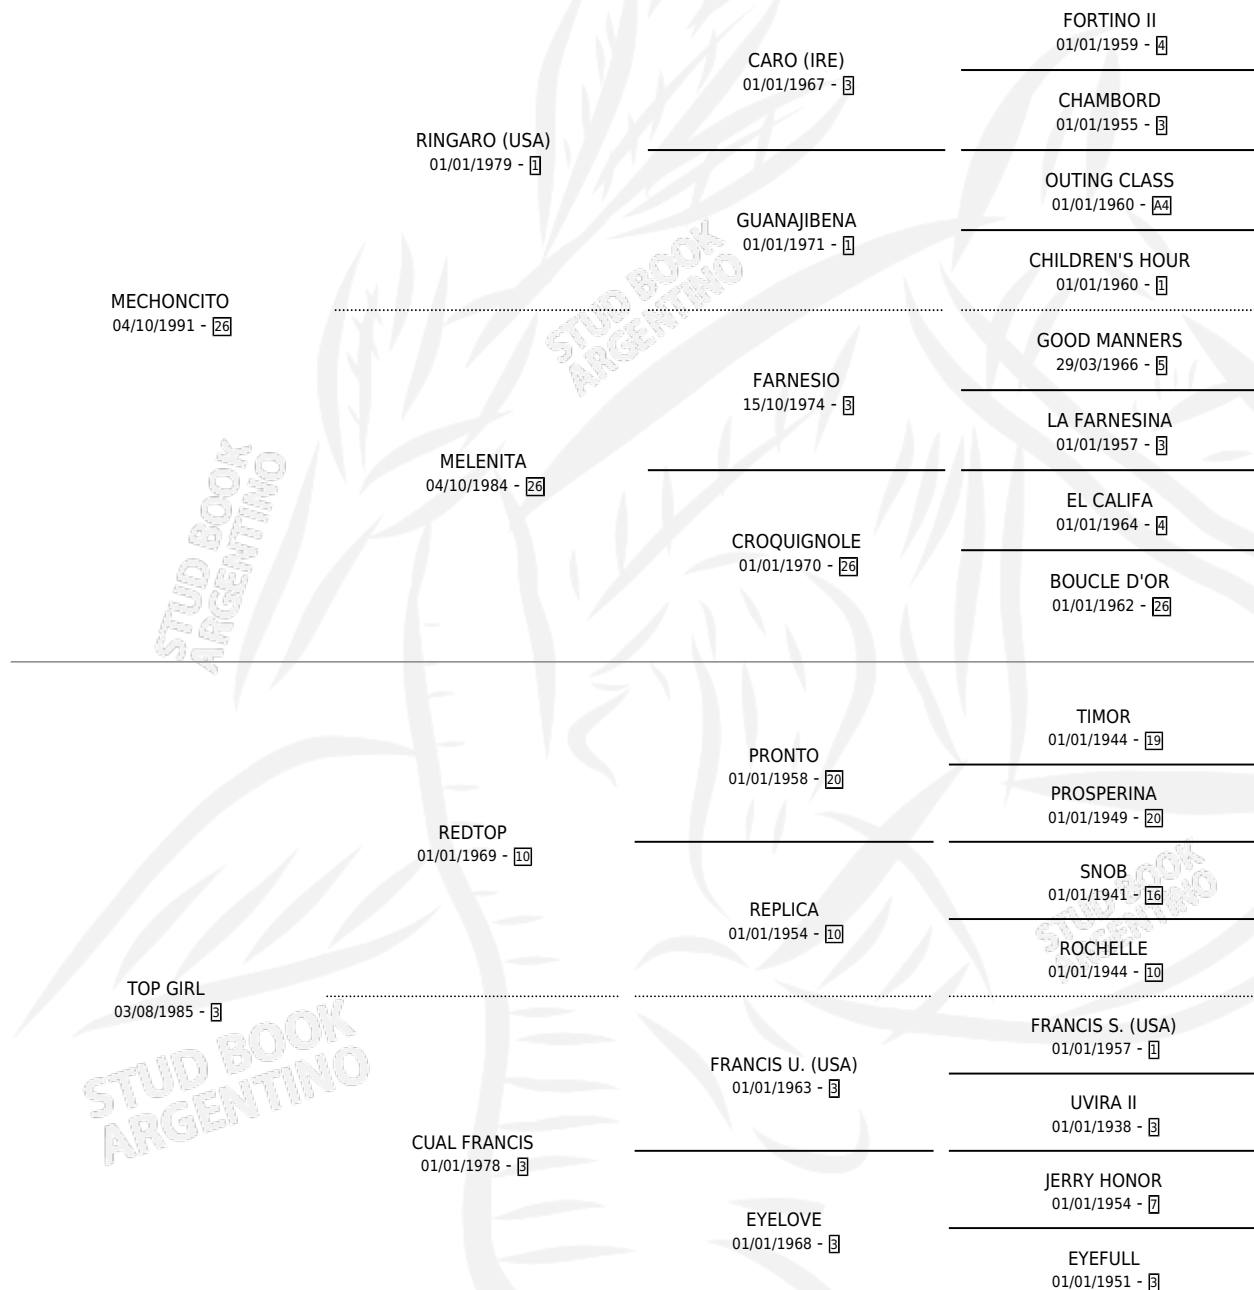 FORTINO II
01/01/1959 - 4
CARO (IRE)
01/01/1967 - 3
CHAMBORD
01/01/1955 - 3
RINGARO (USA)
01/01/1979 - 1
OUTING CLASS
01/01/1960 - A4
GUANAJIBENA
01/01/1971 - 1
CHILDREN'S HOUR
01/01/1960 - 1
MECHONCITO
04/10/1991 - 26
STUD BOOK
ARGENTINO
GOOD MANNERS
29/03/1966 - 5
FARNESIO
15/10/1974 - 3
LA FARNESINA
01/01/1957 - 3
MELENITA
04/10/1984 - 26
EL CALIFA
01/01/1964 - 4
CROQUIGNOLE
01/01/1970 - 26
BOUCLE D'OR
01/01/1962 - 26
STUD BOOK
ARGENTINO
TIMOR
01/01/1944 - 19
PRONTO
01/01/1958 - 20
PROSPERINA
01/01/1949 - 20
REDTOP
01/01/1969 - 10
SNOB
01/01/1941 - 16
REPLICA
01/01/1954 - 10
STUD BOOK
ARGENTINO
ROCHELLE
01/01/1944 - 10
TOP GIRL
03/08/1985 - 3
STUD BOOK
ARGENTINO
FRANCIS S. (USA)
01/01/1957 - 1
FRANCIS U. (USA)
01/01/1963 - 3
UVIRA II
01/01/1938 - 3
CUAL FRANCIS
01/01/1978 - 3
JERRY HONOR
01/01/1954 - 7
EYELOVE
01/01/1968 - 3
EYEFULL
01/01/1951 - 3